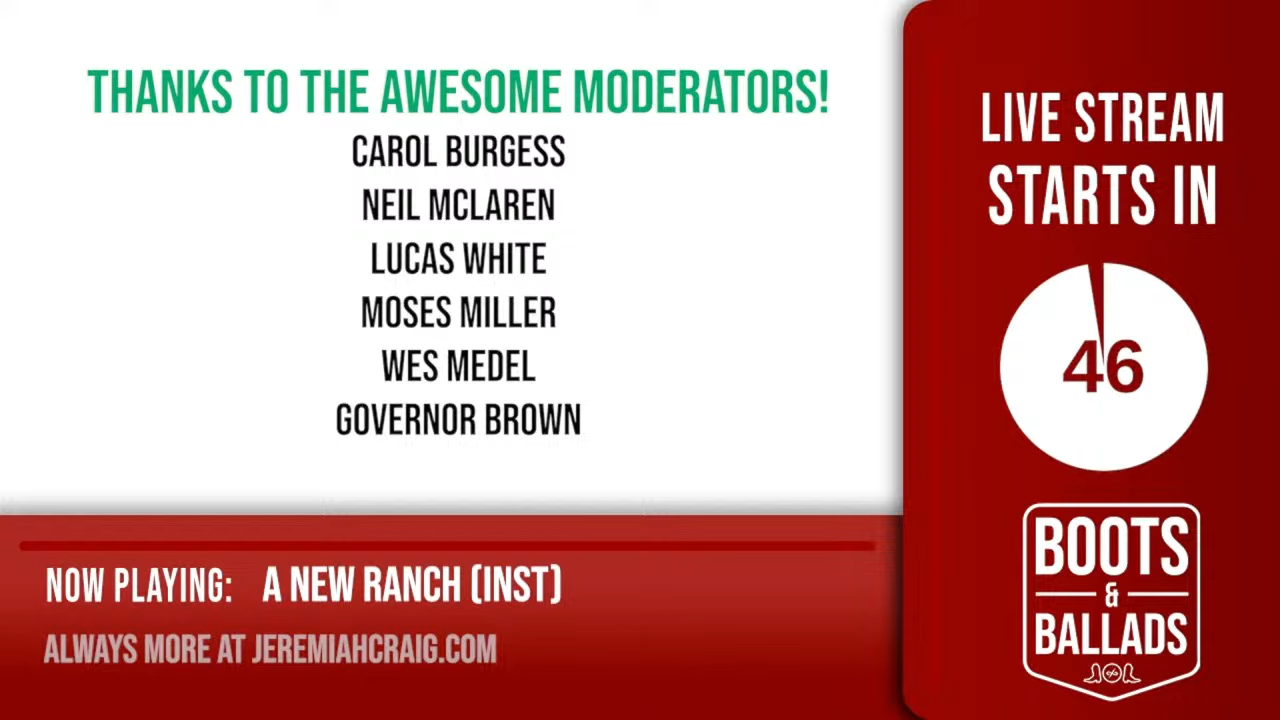 THANKS TO THE AWESOME MODERATORS!
CAROL BURGESS
NEIL MCLAREN
LUCAS WHITE
MOSES MILLER
WES MEDEL
GOVERNOR BROWN
NOW PLAYING: A NEW RANCH (INST)
ALWAYS MORE AT JEREMIAHCRAIG.COM
LIVE STREAM
STARTS IN
46
BOOTS
&
BALLADS